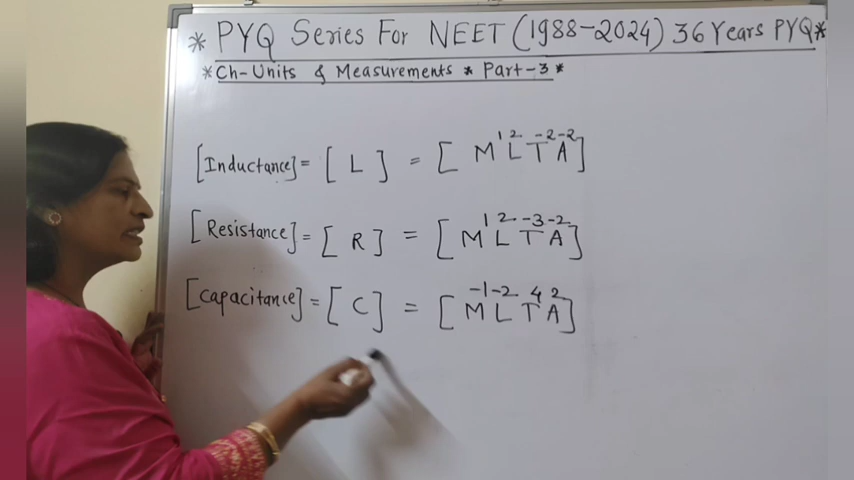 * PYQ Series For NEET (1988-2024) 36 Years PYQ*
* Ch-Units & Measurements * Part-3 *
[Inductance] = [ L ] = [ M¹ L² T⁻² A⁻² ]
[Resistance] = [ R ] = [ M¹ L² T⁻³ A⁻² ]
[Capacitance] = [ C ] = [ M⁻¹ L⁻² T⁴ A² ]